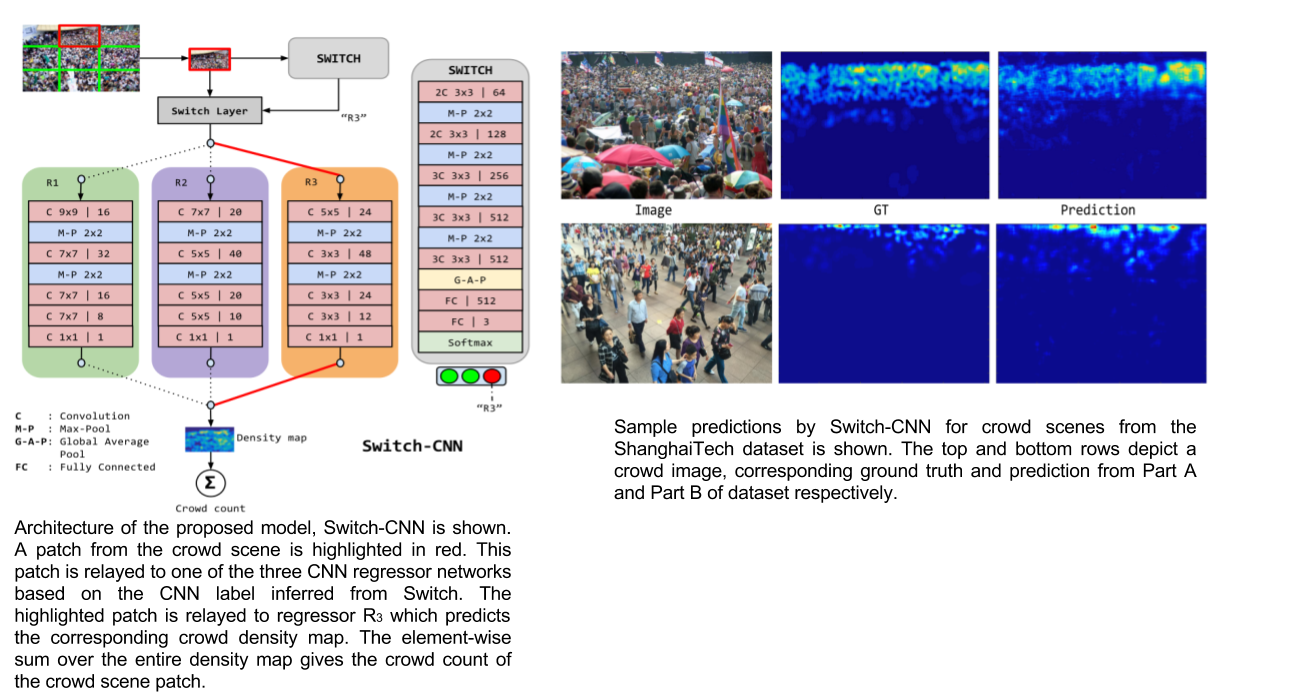 SWITCH
Switch Layer
“R3”
R1
C 9x9 | 16
M-P 2x2
C 7x7 | 32
M-P 2x2
C 7x7 | 16
C 7x7 | 8
C 1x1 | 1
R2
C 7x7 | 20
M-P 2x2
C 5x5 | 40
M-P 2x2
C 5x5 | 20
C 5x5 | 10
C 1x1 | 1
R3
C 5x5 | 24
M-P 2x2
C 3x3 | 48
M-P 2x2
C 3x3 | 24
C 3x3 | 12
C 1x1 | 1
SWITCH
2C 3x3 | 64
M-P 2x2
2C 3x3 | 128
M-P 2x2
3C 3x3 | 256
M-P 2x2
3C 3x3 | 512
M-P 2x2
3C 3x3 | 512
G-A-P
FC | 512
FC | 3
Softmax
“R3”
C : Convolution
M-P : Max-Pool
G-A-P: Global Average
Pool
FC : Fully Connected
Density map
Σ
Crowd count
Switch-CNN
Architecture of the proposed model, Switch-CNN is shown.
A patch from the crowd scene is highlighted in red. This
patch is relayed to one of the three CNN regressor networks
based on the CNN label inferred from Switch. The
highlighted patch is relayed to regressor R3 which predicts
the corresponding crowd density map. The element-wise
sum over the entire density map gives the crowd count of
the crowd scene patch.
Image
GT
Prediction
Sample predictions by Switch-CNN for crowd scenes from the
ShanghaiTech dataset is shown. The top and bottom rows depict a
crowd image, corresponding ground truth and prediction from Part A
and Part B of dataset respectively.